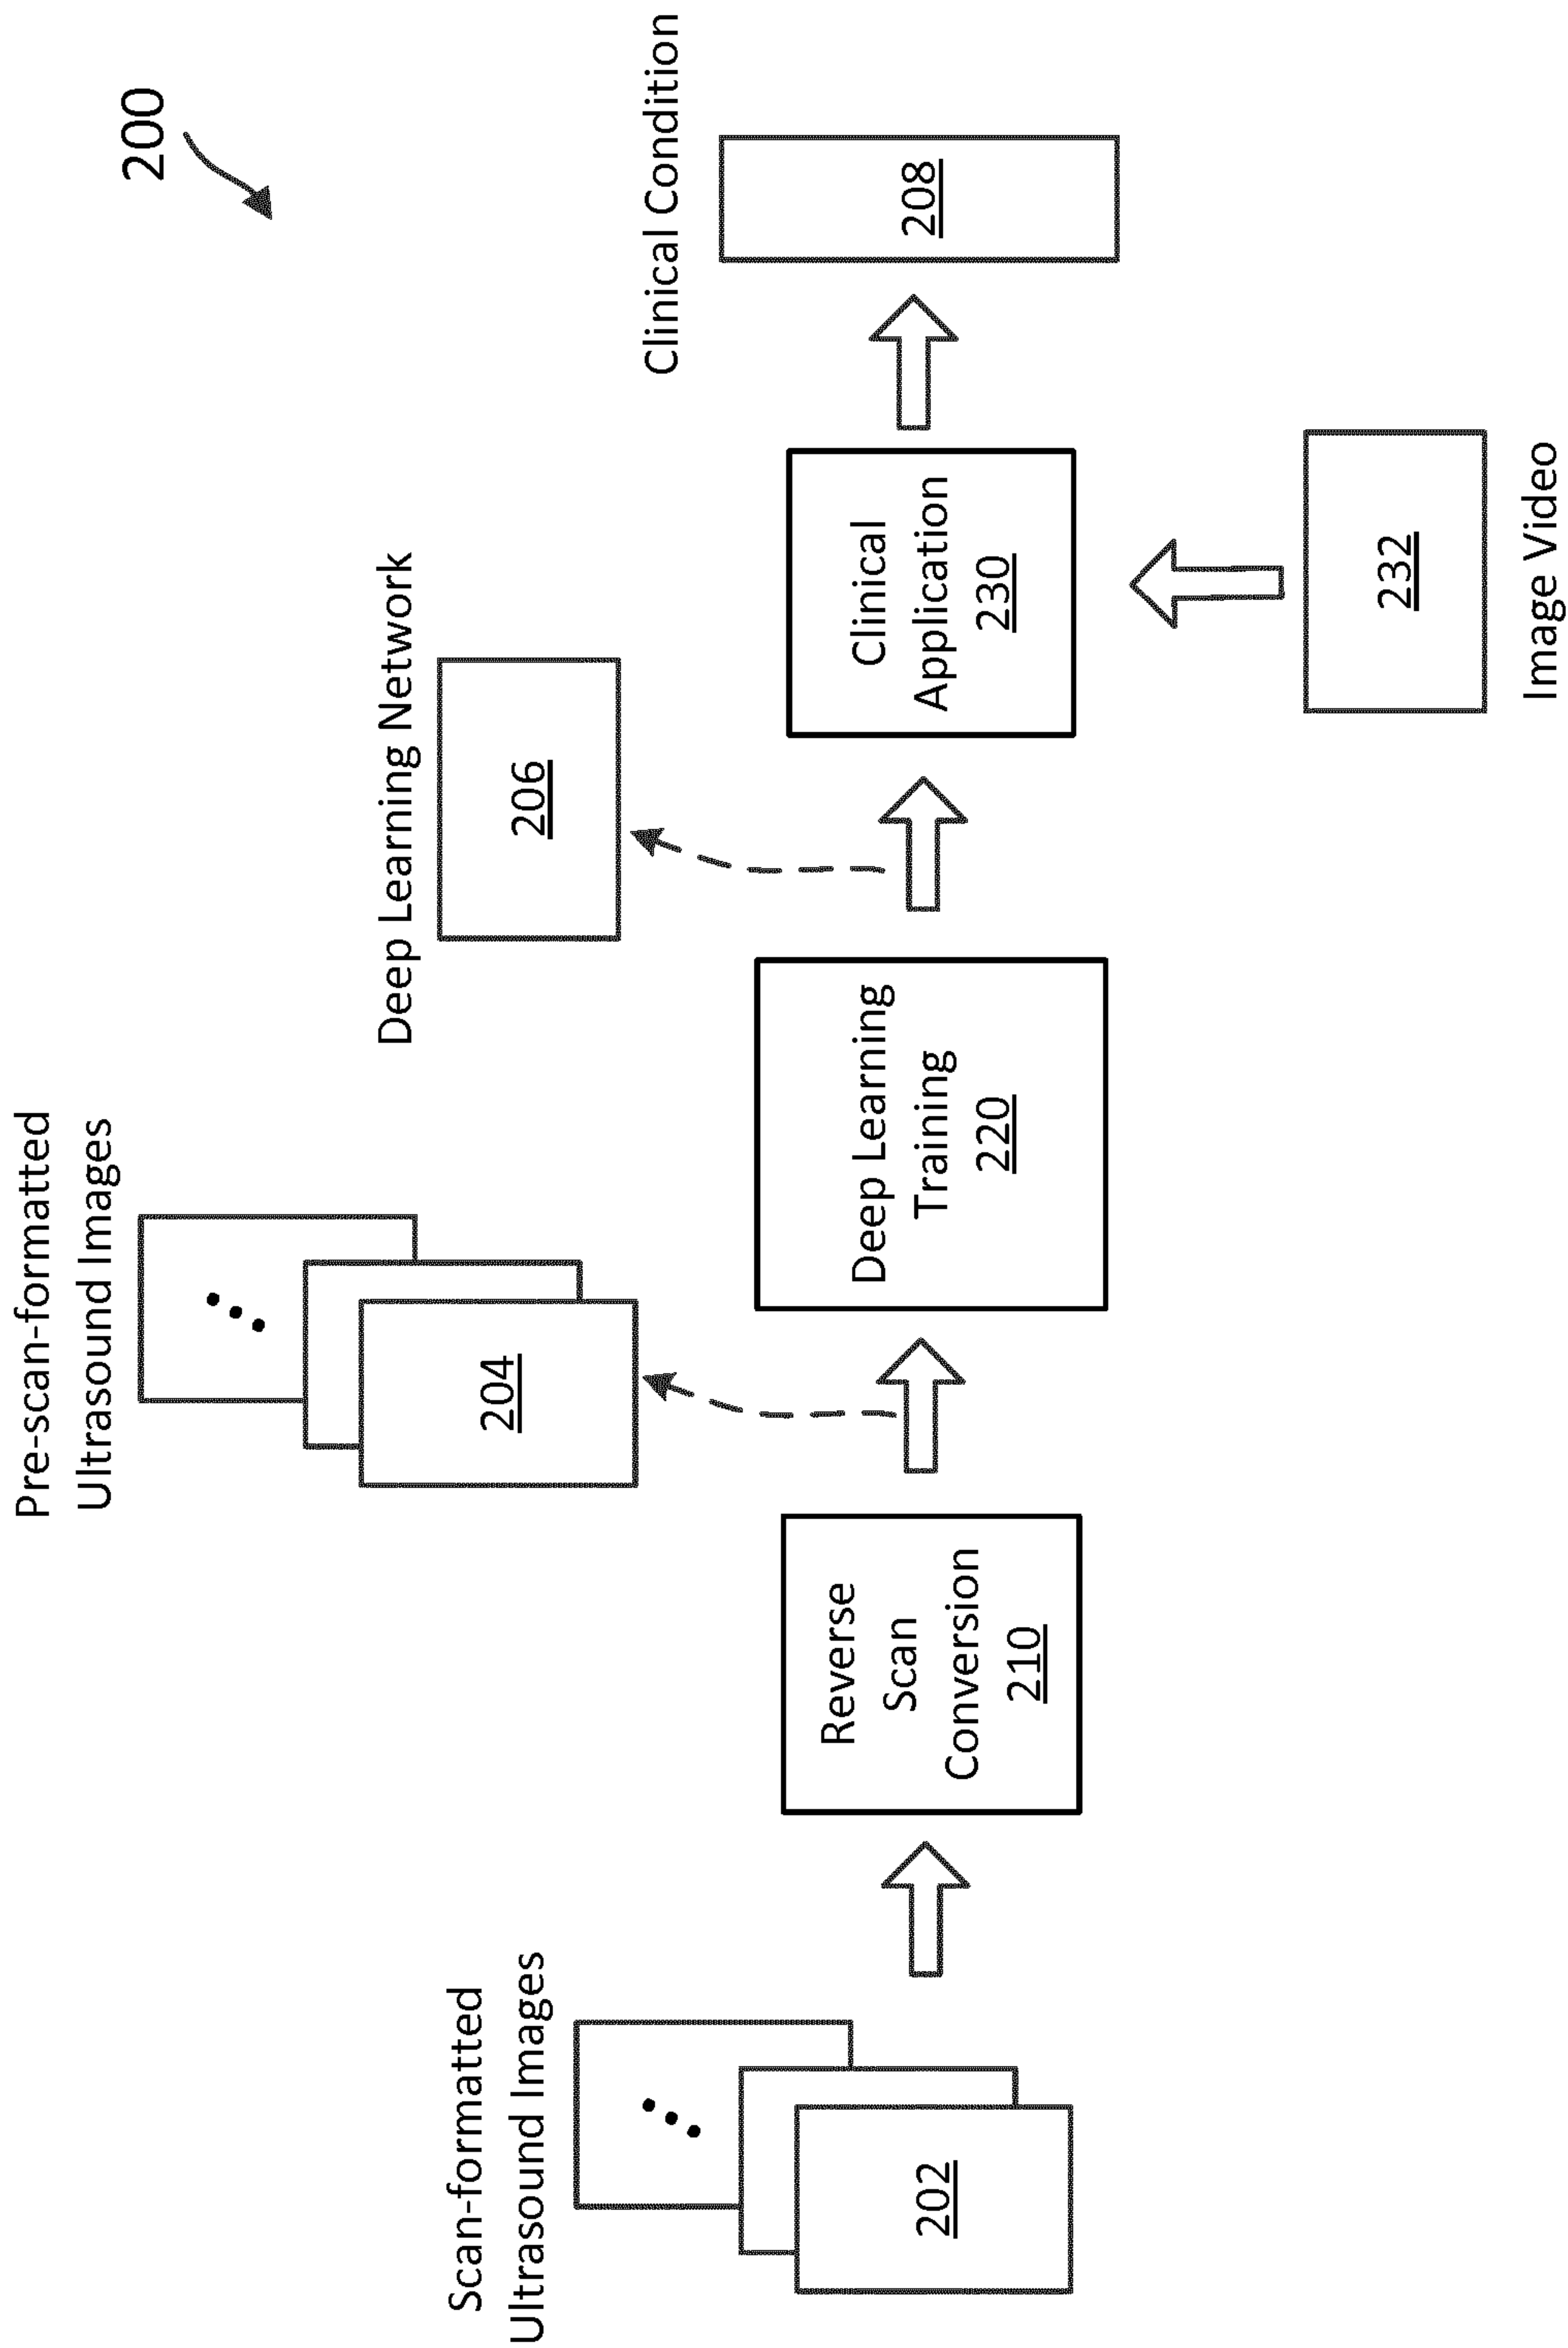 200
Pre-scan-formatted
Ultrasound Images
204
Deep Learning Network
206
Clinical Condition
208
Scan-formatted
Ultrasound Images
202
Reverse
Scan
Conversion
210
Deep Learning
Training
220
Clinical
Application
230
232
Image Video